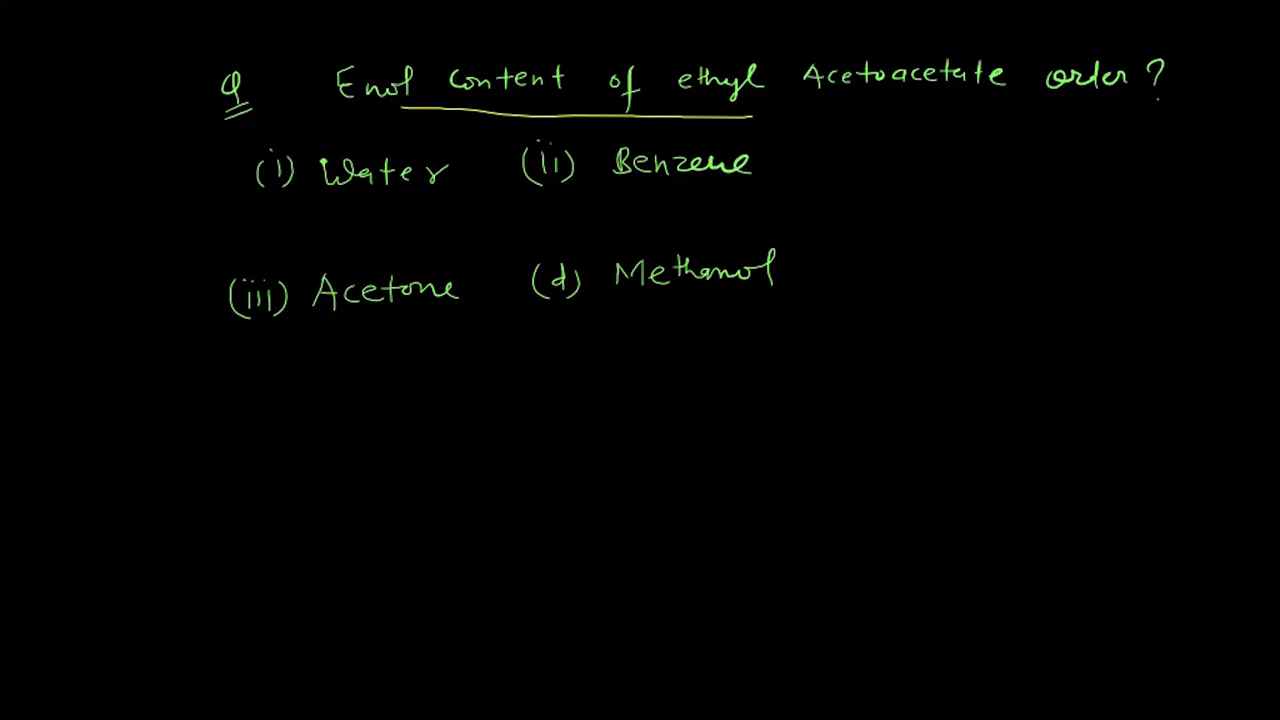 Q Enol content of ethyl Acetoacetate order?
(i) Water (ii) Benzene
(iii) Acetone (d) Methanol